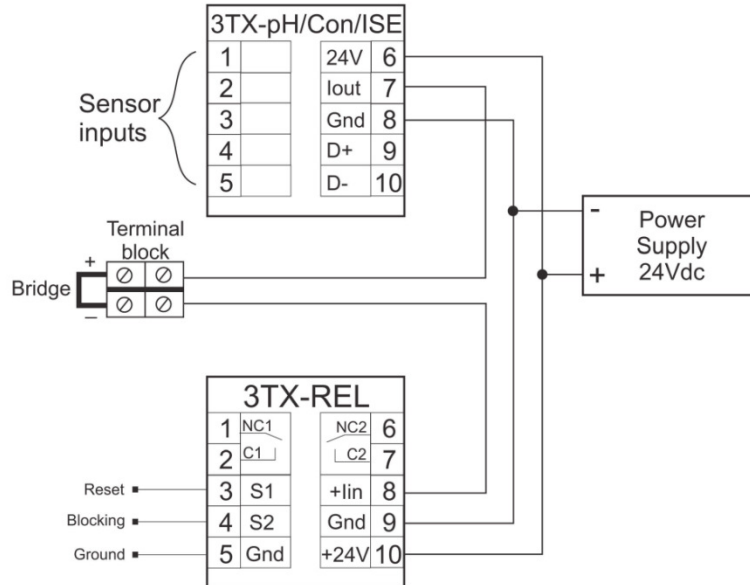 3TX-pH/Con/ISE
1 24V 6
2 Iout 7
3 Gnd 8
4 D+ 9
5 D- 10
Sensor
inputs
Terminal
block
+
Bridge
–
-
Power
Supply
+ 24Vdc
3TX-REL
1 NC1 NC2 6
2 C1 C2 7
Reset 3 S1 +Iin 8
Blocking 4 S2 Gnd 9
Ground 5 Gnd +24V 10